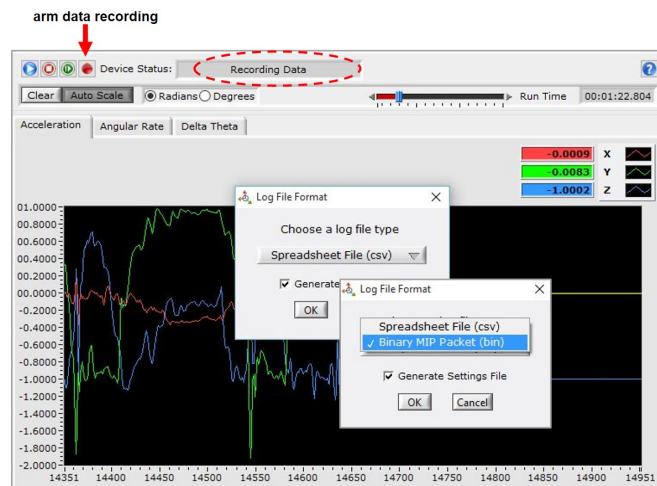 arm data recording
Device Status: Recording Data
Clear Auto Scale Radians Degrees Run Time 00:01:22.804
Acceleration Angular Rate Delta Theta
-0.0009 X
-0.0083 Y
-1.0002 Z
Log File Format
Choose a log file type
Spreadsheet File (csv)
Generate
OK
Log File Format
Spreadsheet File (csv)
✓ Binary MIP Packet (bin)
Generate Settings File
OK Cancel
01.0000
00.8000
00.6000
00.4000
00.2000
00.0000
-0.2000
-0.4000
-0.6000
-0.8000
-1.0000
-1.2000
-1.4000
-1.6000
-1.8000
-2.0000
14351 14400 14450 14500 14550 14600 14650 14700 14750 14800 14850 14900 14951